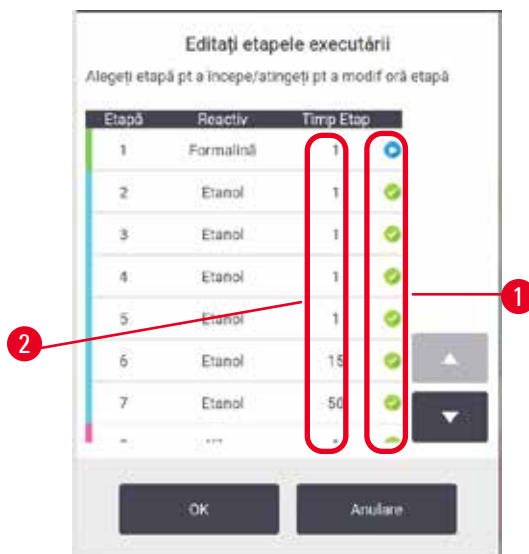 Editați etapele executării
Alegeți etapă pt a începe/atingeți pt a modif oră etapă
Etapă Reactiv Timp Etap
1 Formalină 1
2 Etanol 1
3 Etanol 1
4 Etanol 1
5 Etanol 1
6 Etanol 15
7 Etanol 50
OK Anulare
1
2